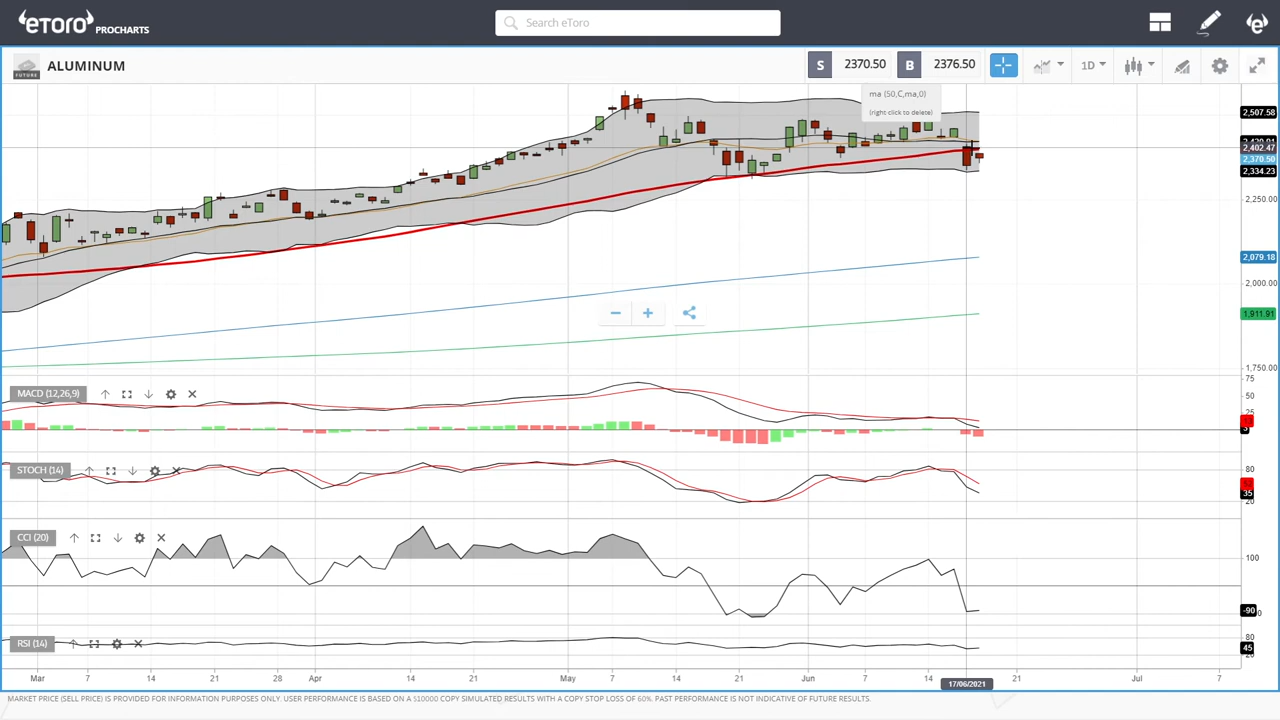 eToro PROCHARTS
Search eToro
FUTURE
ALUMINUM
S 2370.50 B 2376.50
1D
ma (50,C,ma,0)
(right click to delete)
2,507.58
2,402.47
2,370.50
2,334.23
2,250.00
2,079.18
2,000.00
1,911.91
1,750.00
MACD (12,26,9)
75
50
25
STOCH (14)
80
35
20
CCI (20)
100
-90
RSI (14)
80
45
Mar 7 14 21 28 Apr 14 21 May 7 14 21 Jun 7 14 17/06/2021 21 Jul 7
MARKET PRICE (SELL PRICE) IS PROVIDED FOR INFORMATION PURPOSES ONLY. USER PERFORMANCE IS BASED ON A $10000 COPY SIMULATED RESULTS WITH A COPY STOP LOSS OF 60%. PAST PERFORMANCE IS NOT INDICATIVE OF FUTURE RESULTS.